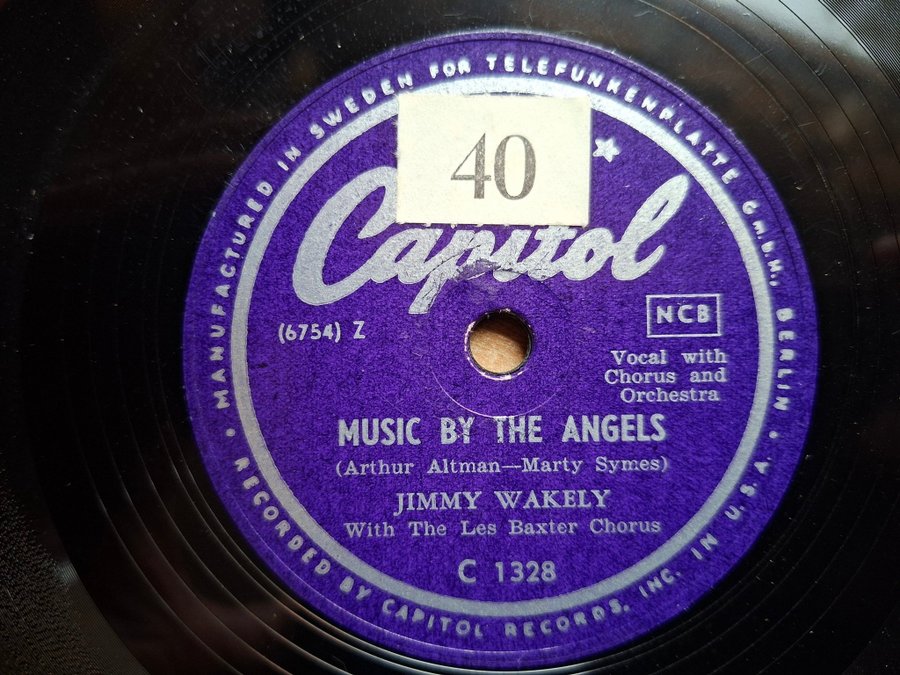 MANUFACTURED IN SWEDEN FOR TELEFUNKENPLATTE G.M.B.H., BERLIN
40
Capitol
(6754) Z
NCB
Vocal with
Chorus and
Orchestra
MUSIC BY THE ANGELS
(Arthur Altman—Marty Symes)
JIMMY WAKELY
With The Les Baxter Chorus
C 1328
• RECORDED BY CAPITOL RECORDS, INC. IN U.S.A. •